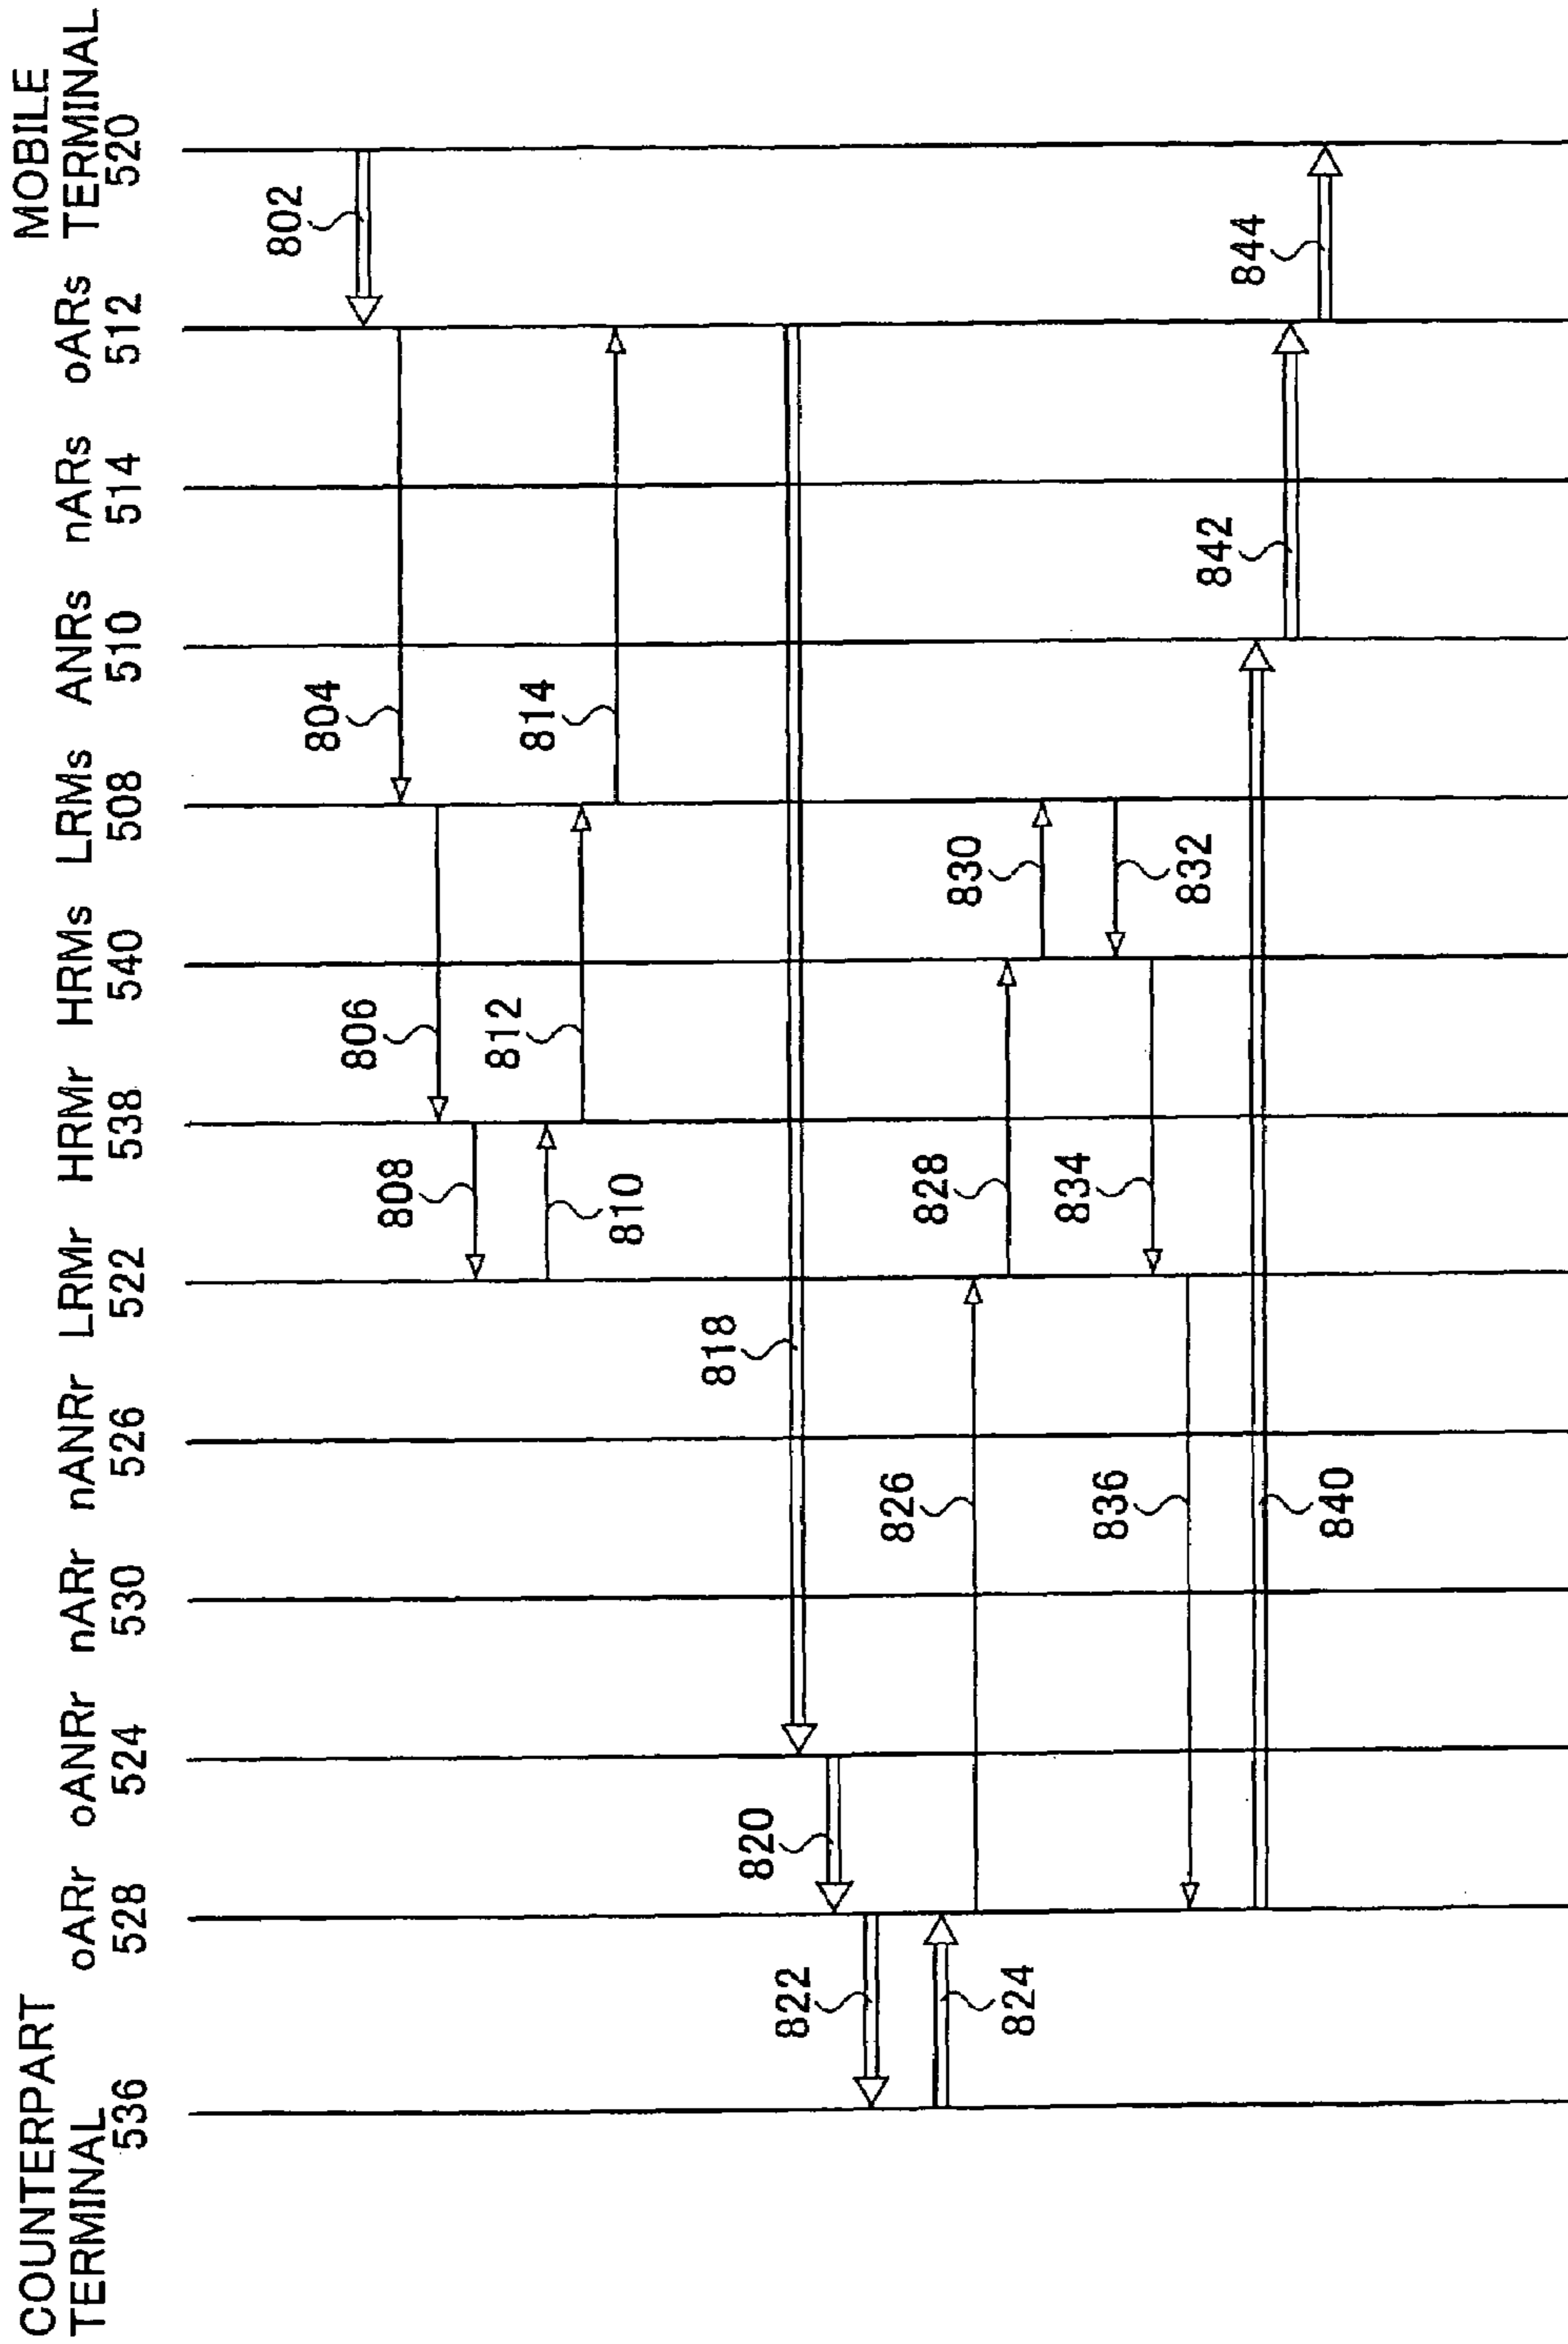 COUNTERPART
TERMINAL
536
oARr
528
oANRr
524
nARr
530
nANRr
526
LRMr
522
HRMr
538
HRMs
540
LRMs
508
ANRs
510
nARs
514
oARs
512
MOBILE
TERMINAL
520
802
804
806
808
810
812
814
818
820
822
824
826
828
830
832
834
836
840
842
844